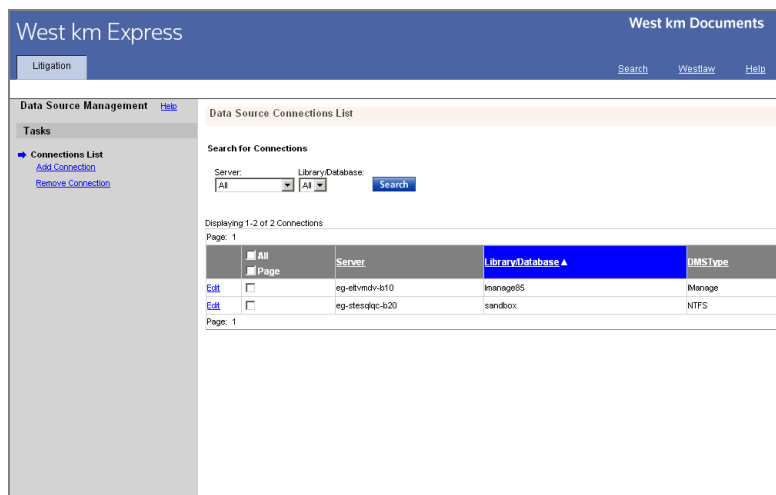 West km Express
West km Documents
Litigation
Search Westlaw Help
Data Source Management Help
Tasks
Connections List
Add Connection
Remove Connection
Data Source Connections List
Search for Connections
Server: Library/Database:
All All Search
Displaying 1-2 of 2 Connections
Page: 1
All
Page
Server Library/Database DMSType
Edit eg-eltvmdv-b10 Imanage85 IManage
Edit eg-stesqlqc-b20 sandbox NTFS
Page: 1